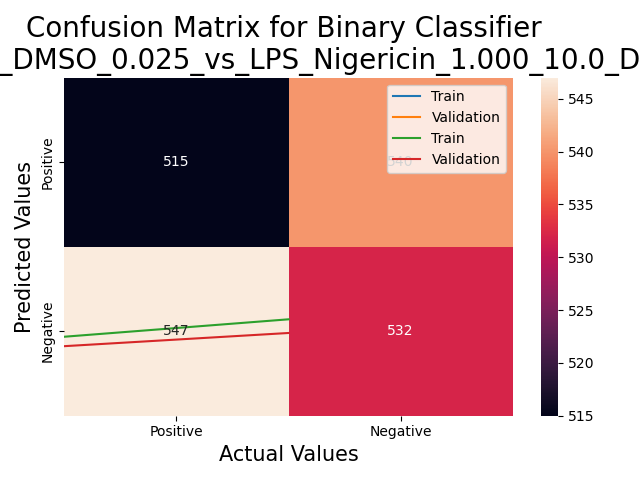 Confusion Matrix for Binary Classifier
_DMSO_0.025_vs_LPS_Nigericin_1.000_10.0_D
Train
Validation
Train
Validation
Predicted Values
Positive
Negative
515
540
547
532
Positive
Negative
Actual Values
545
540
535
530
525
520
515